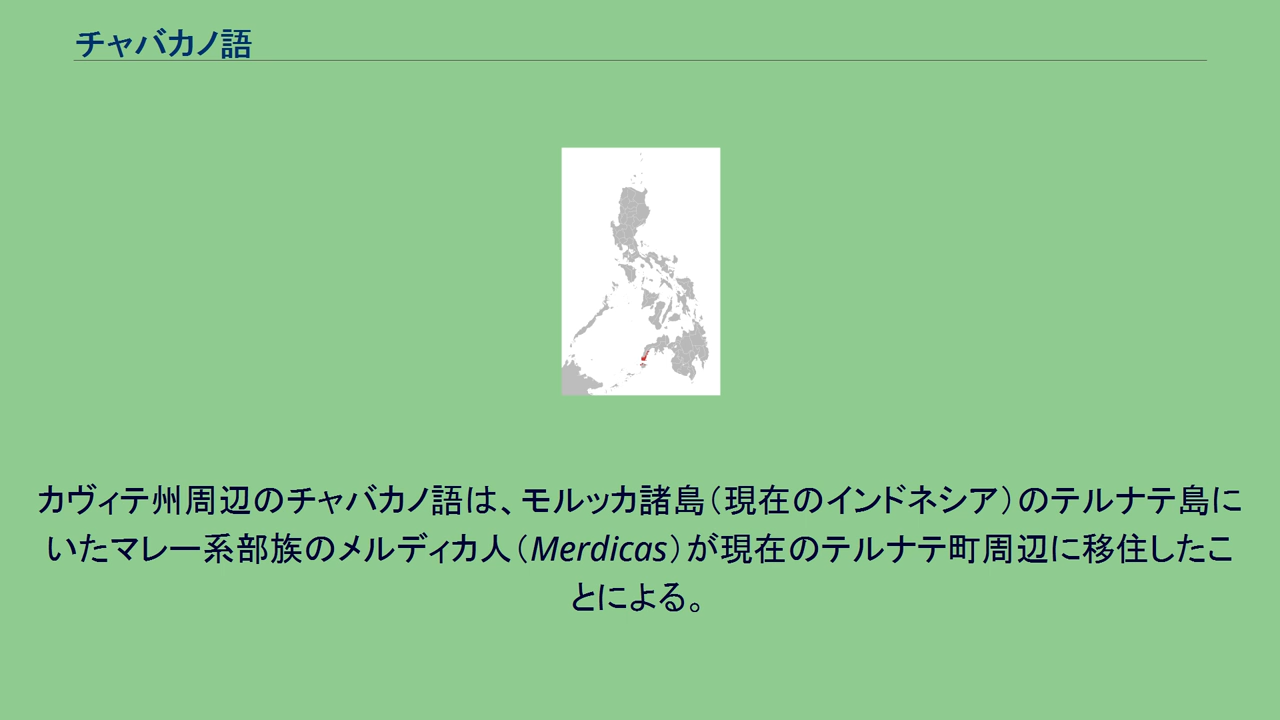 チャバカノ語
カヴィテ州周辺のチャバカノ語は、モルッカ諸島（現在のインドネシア）のテルナテ島に
いたマレー系部族のメルディカ人（Merdicas）が現在のテルナテ町周辺に移住したこ
とによる。